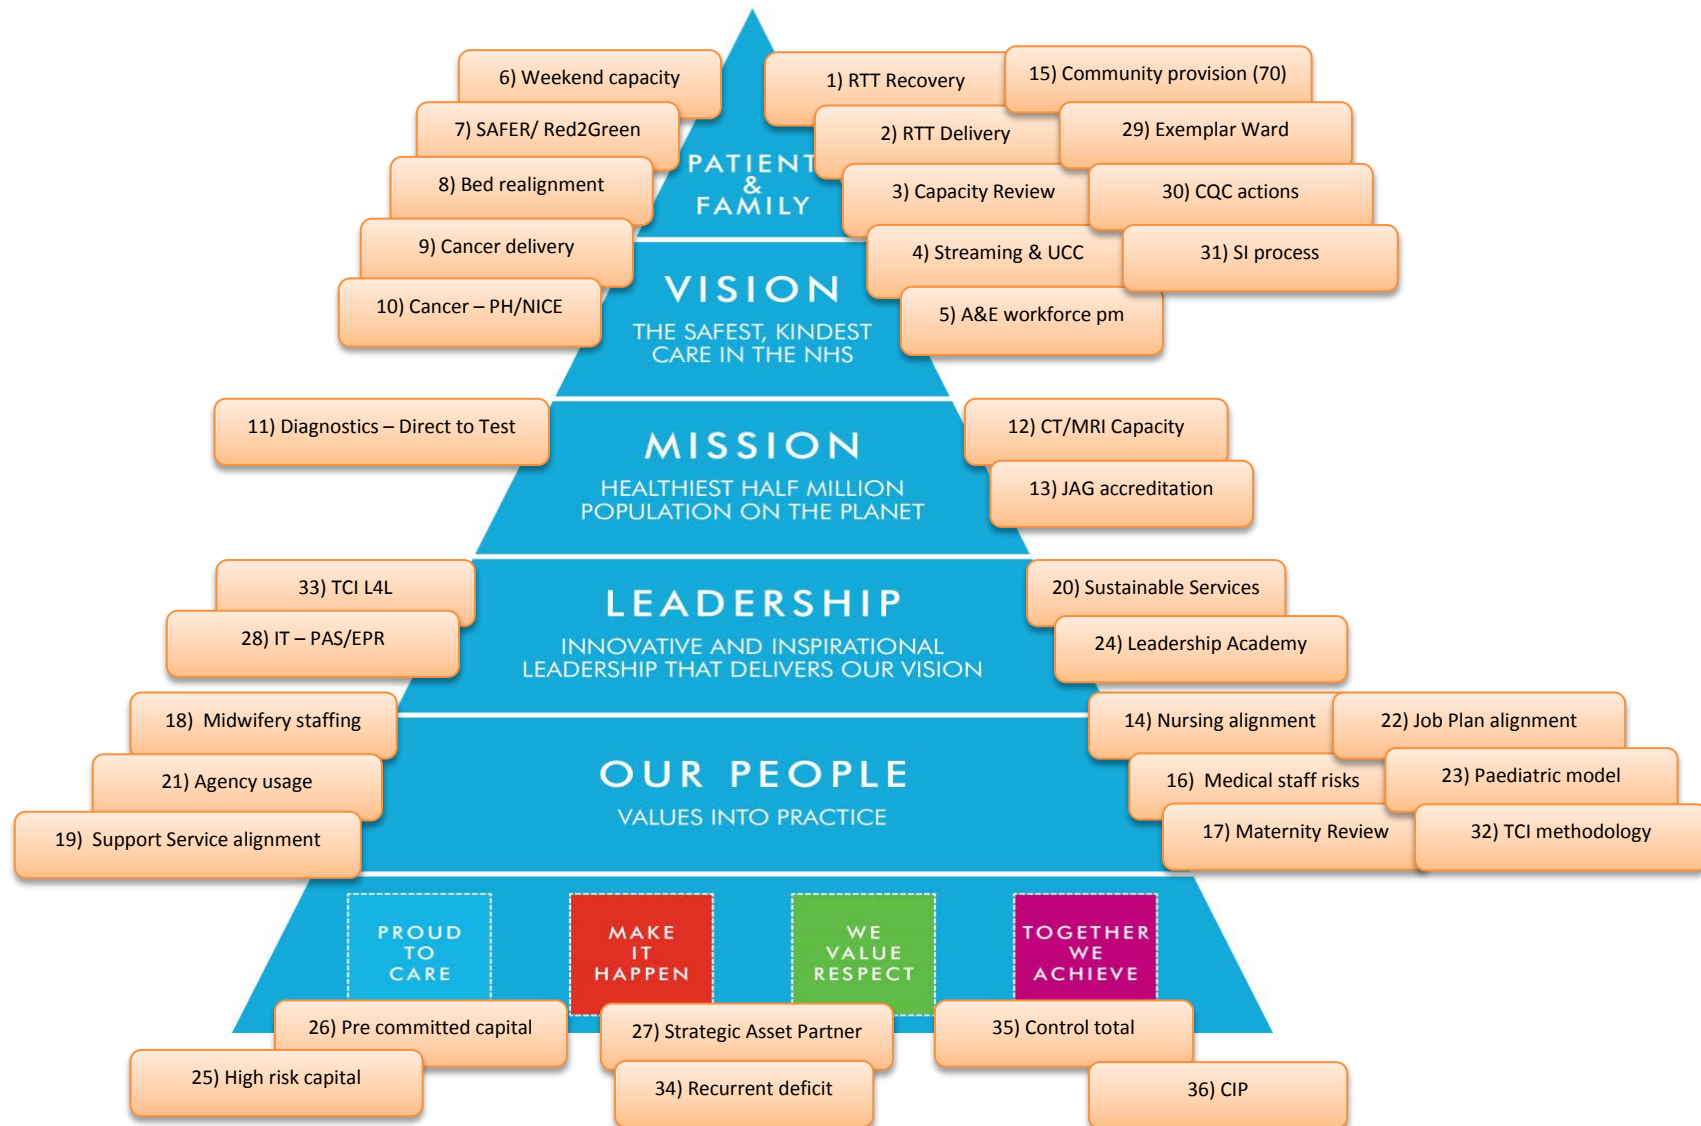 6) Weekend capacity
1) RTT Recovery
15) Community provision (70)
7) SAFER/ Red2Green
2) RTT Delivery
29) Exemplar Ward
PATIENT
&
FAMILY
8) Bed realignment
3) Capacity Review
30) CQC actions
9) Cancer delivery
4) Streaming & UCC
31) SI process
10) Cancer – PH/NICE
5) A&E workforce pm
VISION
THE SAFEST, KINDEST
CARE IN THE NHS
11) Diagnostics – Direct to Test
12) CT/MRI Capacity
13) JAG accreditation
MISSION
HEALTHIEST HALF MILLION
POPULATION ON THE PLANET
33) TCI L4L
28) IT – PAS/EPR
20) Sustainable Services
24) Leadership Academy
LEADERSHIP
INNOVATIVE AND INSPIRATIONAL
LEADERSHIP THAT DELIVERS OUR VISION
18) Midwifery staffing
21) Agency usage
19) Support Service alignment
14) Nursing alignment
22) Job Plan alignment
16) Medical staff risks
23) Paediatric model
17) Maternity Review
32) TCI methodology
OUR PEOPLE
VALUES INTO PRACTICE
PROUD
TO
CARE
MAKE
IT
HAPPEN
WE
VALUE
RESPECT
TOGETHER
WE
ACHIEVE
26) Pre committed capital
27) Strategic Asset Partner
35) Control total
25) High risk capital
34) Recurrent deficit
36) CIP